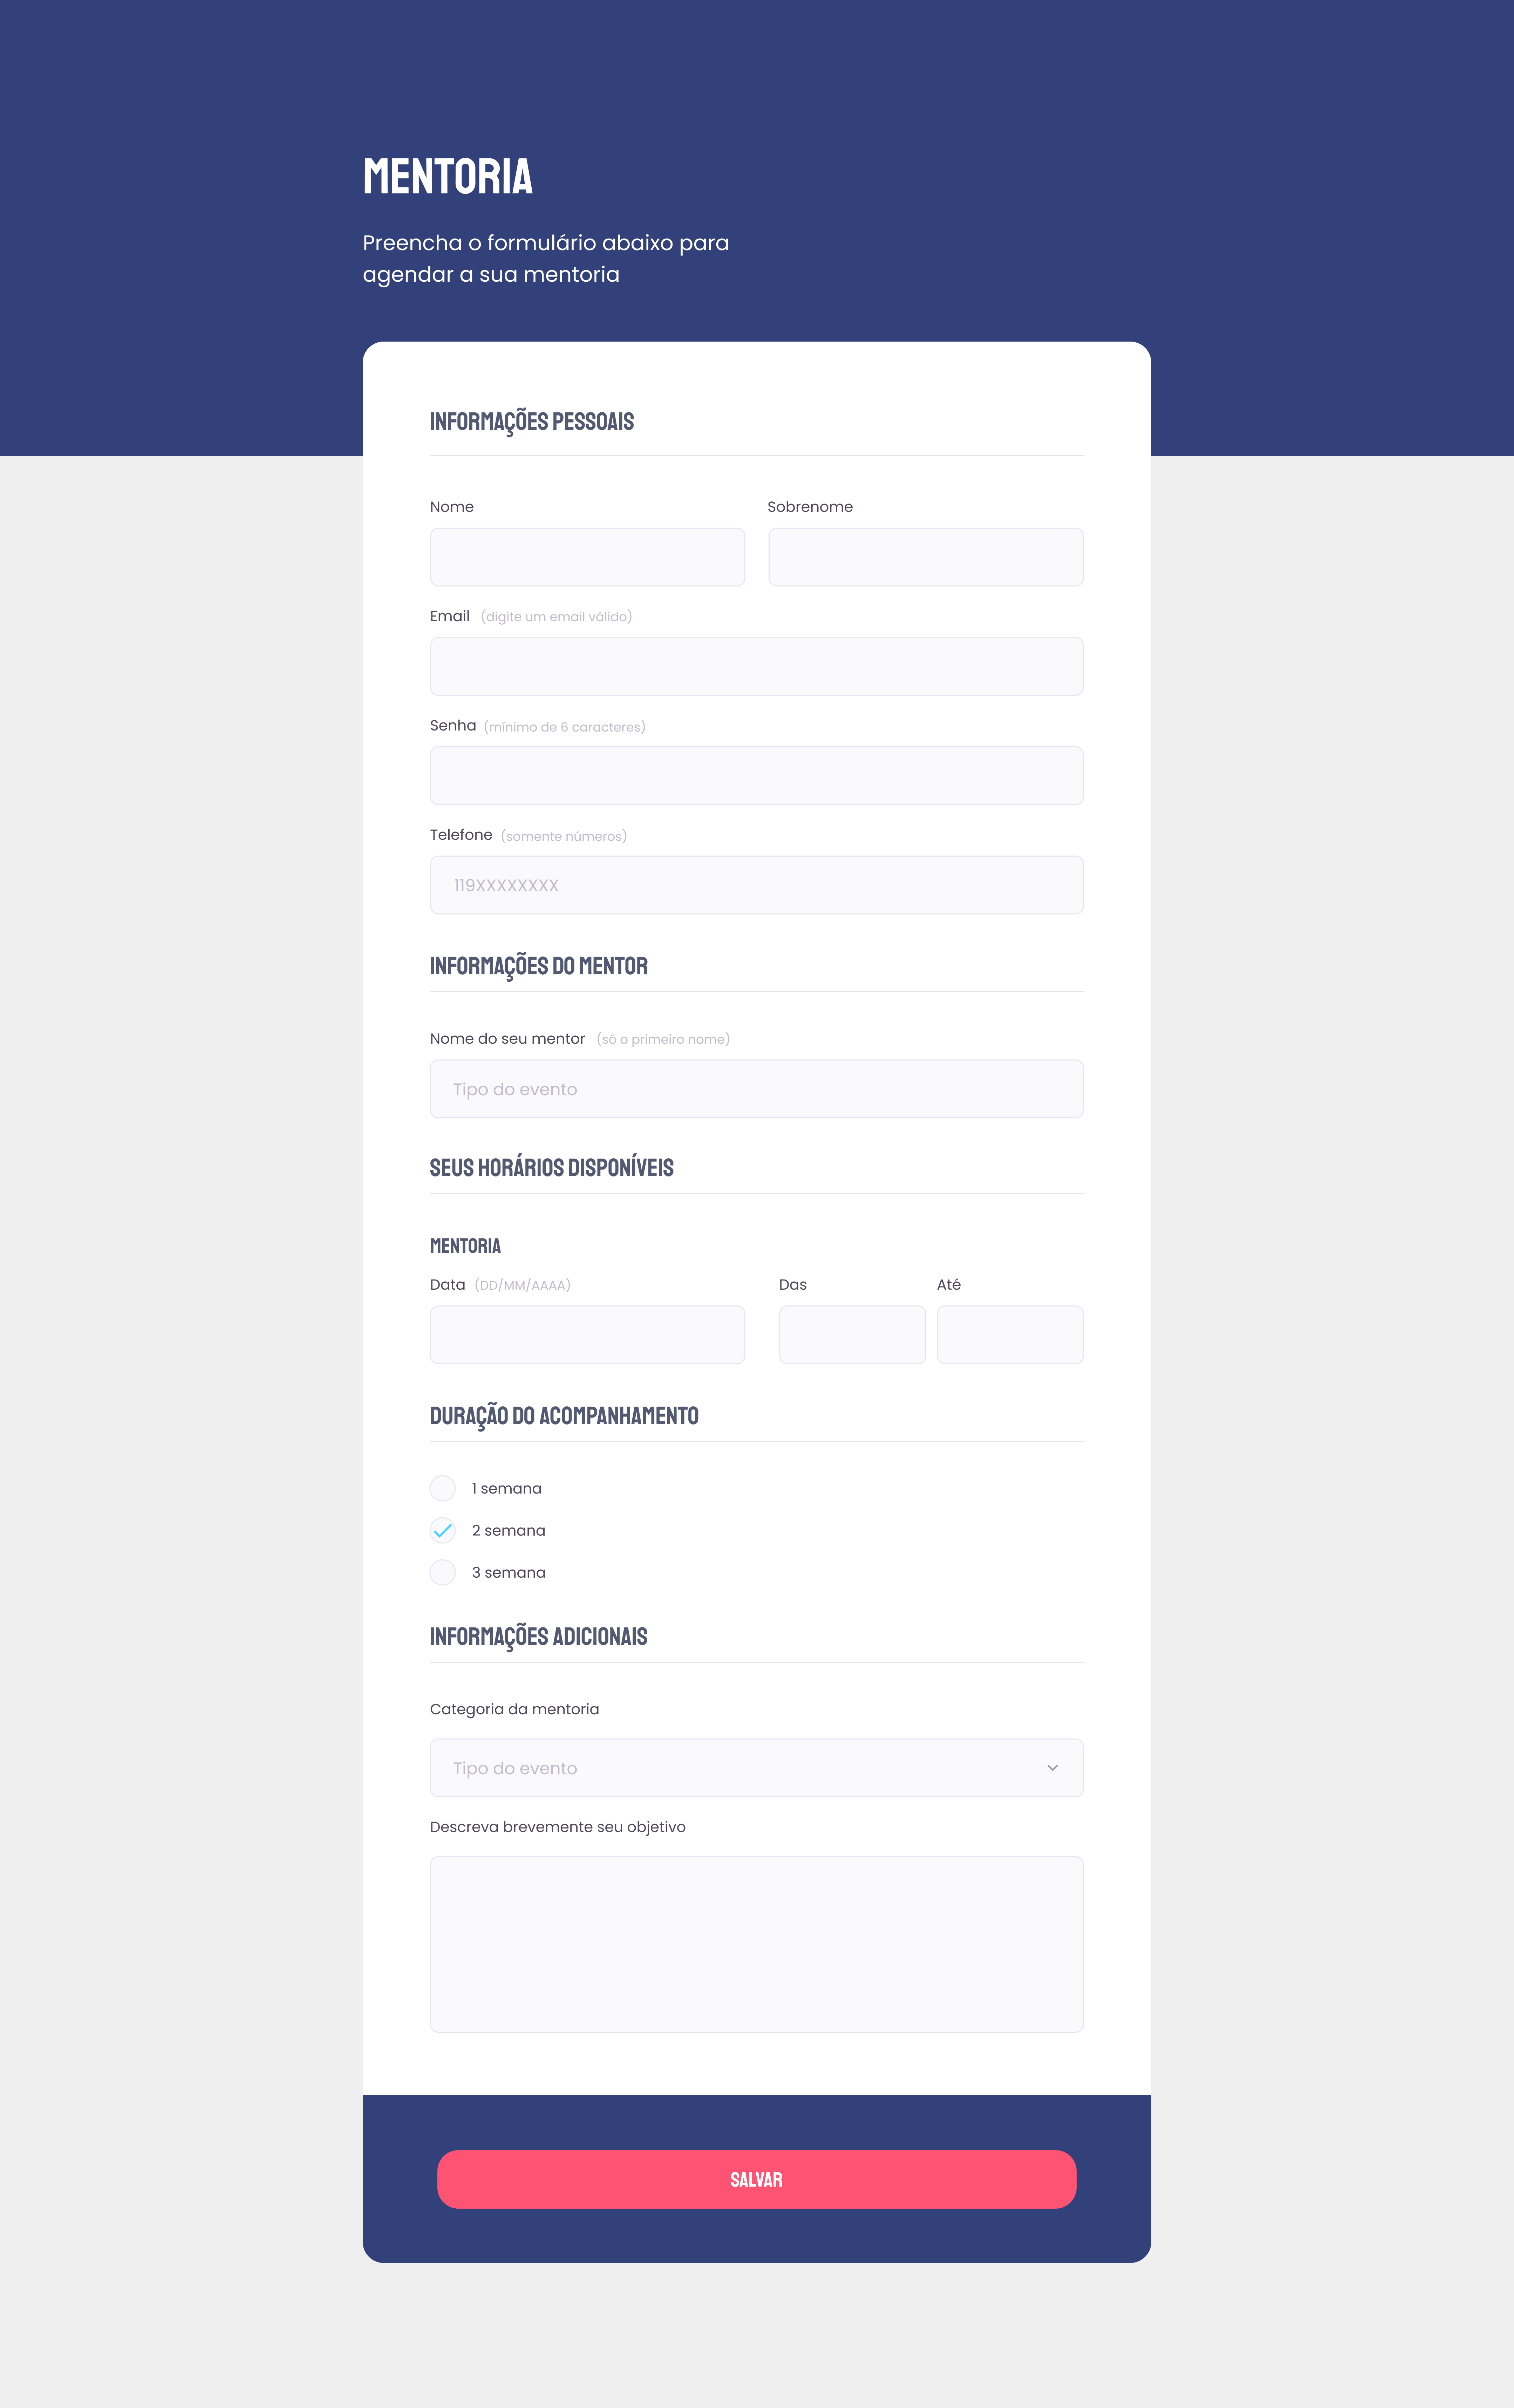 MENTORIA
Preencha o formulário abaixo para
agendar a sua mentoria
INFORMAÇÕES PESSOAIS
Nome Sobrenome
Email (digite um email válido)
Senha (mínimo de 6 caracteres)
Telefone (somente números)
119XXXXXXXX
INFORMAÇÕES DO MENTOR
Nome do seu mentor (só o primeiro nome)
Tipo do evento
SEUS HORÁRIOS DISPONÍVEIS
MENTORIA
Data (DD/MM/AAAA) Das Até
DURAÇÃO DO ACOMPANHAMENTO
1 semana
2 semana
3 semana
INFORMAÇÕES ADICIONAIS
Categoria da mentoria
Tipo do evento
Descreva brevemente seu objetivo
SALVAR